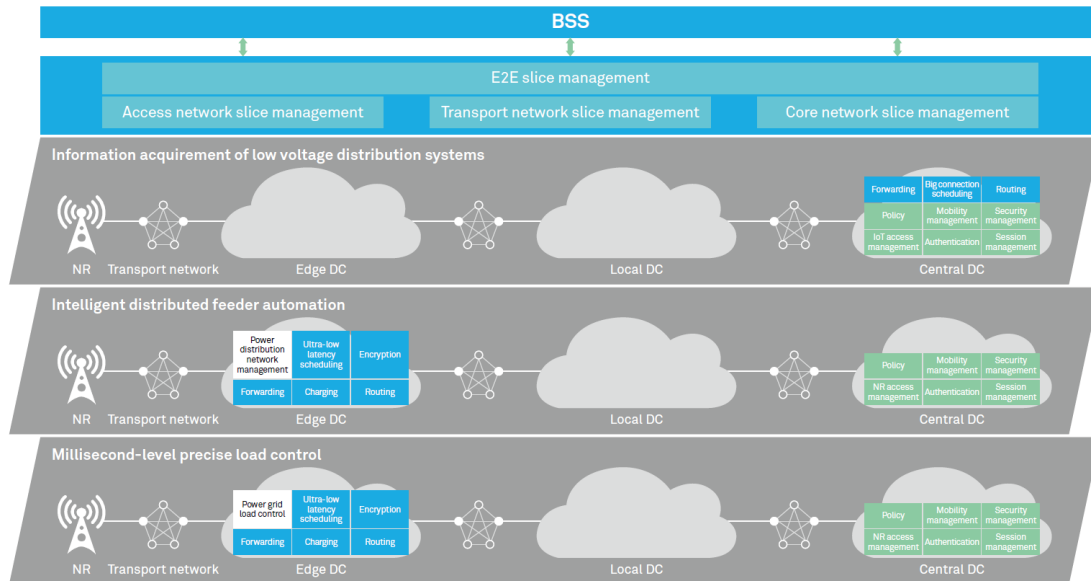 BSS
E2E slice management
Access network slice management
Transport network slice management
Core network slice management
Information acquirement of low voltage distribution systems
Forwarding
Big connection
scheduling
Routing
Policy
Mobility
management
Security
management
IoT access
management
Authentication
Session
management
NR
Transport network
Edge DC
Local DC
Central DC
Intelligent distributed feeder automation
Power
distribution
network
management
Ultra-low
latency
scheduling
Encryption
Forwarding
Charging
Routing
Policy
Mobility
management
Security
management
NR access
management
Authentication
Session
management
NR
Transport network
Edge DC
Local DC
Central DC
Millisecond-level precise load control
Power grid
load control
Ultra-low
latency
scheduling
Encryption
Forwarding
Charging
Routing
Policy
Mobility
management
Security
management
NR access
management
Authentication
Session
management
NR
Transport network
Edge DC
Local DC
Central DC